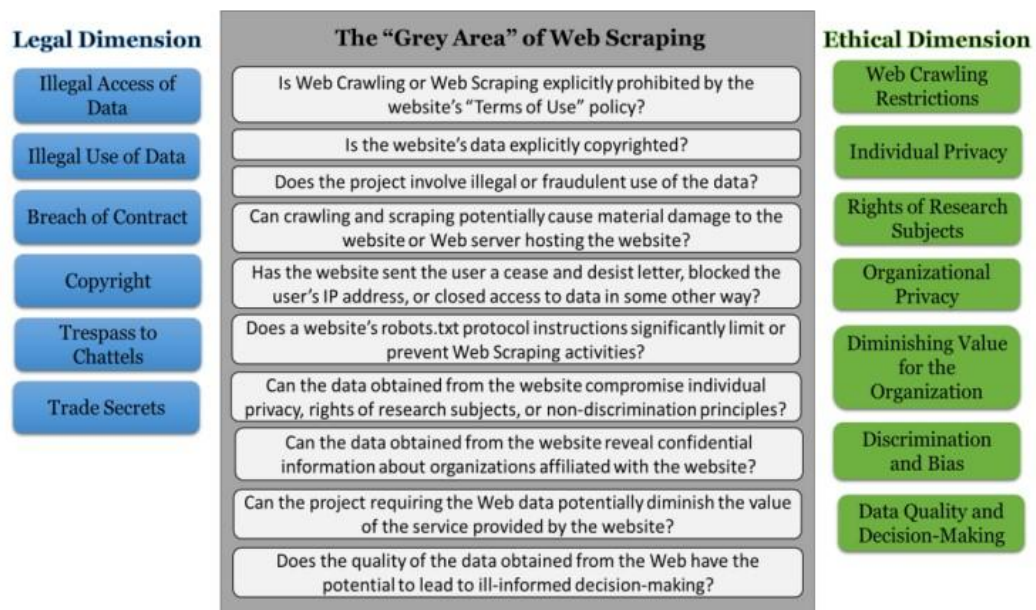 Legal Dimension
Illegal Access of
Data
Illegal Use of Data
Breach of Contract
Copyright
Trespass to
Chattels
Trade Secrets
The “Grey Area” of Web Scraping
Is Web Crawling or Web Scraping explicitly prohibited by the
website’s “Terms of Use” policy?
Is the website’s data explicitly copyrighted?
Does the project involve illegal or fraudulent use of the data?
Can crawling and scraping potentially cause material damage to the
website or Web server hosting the website?
Has the website sent the user a cease and desist letter, blocked the
user’s IP address, or closed access to data in some other way?
Does a website’s robots.txt protocol instructions significantly limit or
prevent Web Scraping activities?
Can the data obtained from the website compromise individual
privacy, rights of research subjects, or non-discrimination principles?
Can the data obtained from the website reveal confidential
information about organizations affiliated with the website?
Can the project requiring the Web data potentially diminish the value
of the service provided by the website?
Does the quality of the data obtained from the Web have the
potential to lead to ill-informed decision-making?
Ethical Dimension
Web Crawling
Restrictions
Individual Privacy
Rights of Research
Subjects
Organizational
Privacy
Diminishing Value
for the
Organization
Discrimination
and Bias
Data Quality and
Decision-Making